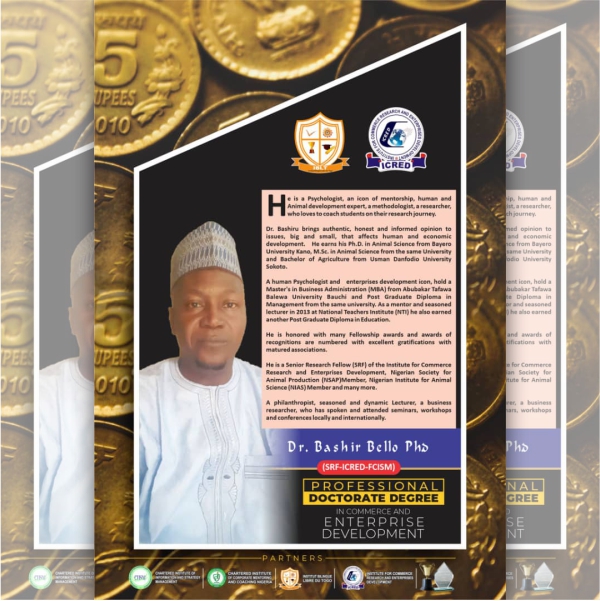 5
RUPEES
2010
IBLT
INSTITUTE FOR COMMERCE RESEARCH AND ENTERPRISES DEVELOPMENT
ICRED
He is a Psychologist, an icon of mentorship, human and
Animal development expert, a methodologist, a researcher,
who loves to coach students on their research journey.
Dr. Bashiru brings authentic, honest and informed opinion to
issues, big and small, that affects human and economic
development. He earns his Ph.D. in Animal Science from Bayero
University Kano, M.Sc. in Animal Science from the same University
and Bachelor of Agriculture from Usman Danfodio University
Sokoto.
A human Psychologist and enterprises development icon, hold a
Master's in Business Administration (MBA) from Abubakar Tafawa
Balewa University Bauchi and Post Graduate Diploma in
Management from the same university. As a mentor and seasoned
lecturer in 2013 at National Teachers Institute (NTI) he also earned
another Post Graduate Diploma in Education.
He is honored with many Fellowship awards and awards of
recognitions are numbered with excellent gratifications with
matured associations.
He is a Senior Research Fellow (SRF) of the Institute for Commerce
Research and Enterprises Development, Nigerian Society for
Animal Production (NSAP)Member, Nigerian Institute for Animal
Science (NIAS) Member and many more.
A philanthropist, seasoned and dynamic Lecturer, a business
researcher, who has spoken and attended seminars, workshops
and conferences locally and internationally.
Dr. Bashir Bello Phd
(SRF-ICRED-FCISM)
PROFESSIONAL
DOCTORATE DEGREE
IN COMMERCE AND
ENTERPRISE
DEVELOPMENT
PARTNERS
CHARTERED INSTITUTE OF
INFORMATION AND STRATEGY
MANAGEMENT
CHARTERED INSTITUTE
OF CORPORATE MENTORING
AND COACHING NIGERIA
INSTITUT BILINGUE
LIBRE DU TOGO
INSTITUTE FOR COMMERCE
RESEARCH AND ENTERPRISES
DEVELOPMENT